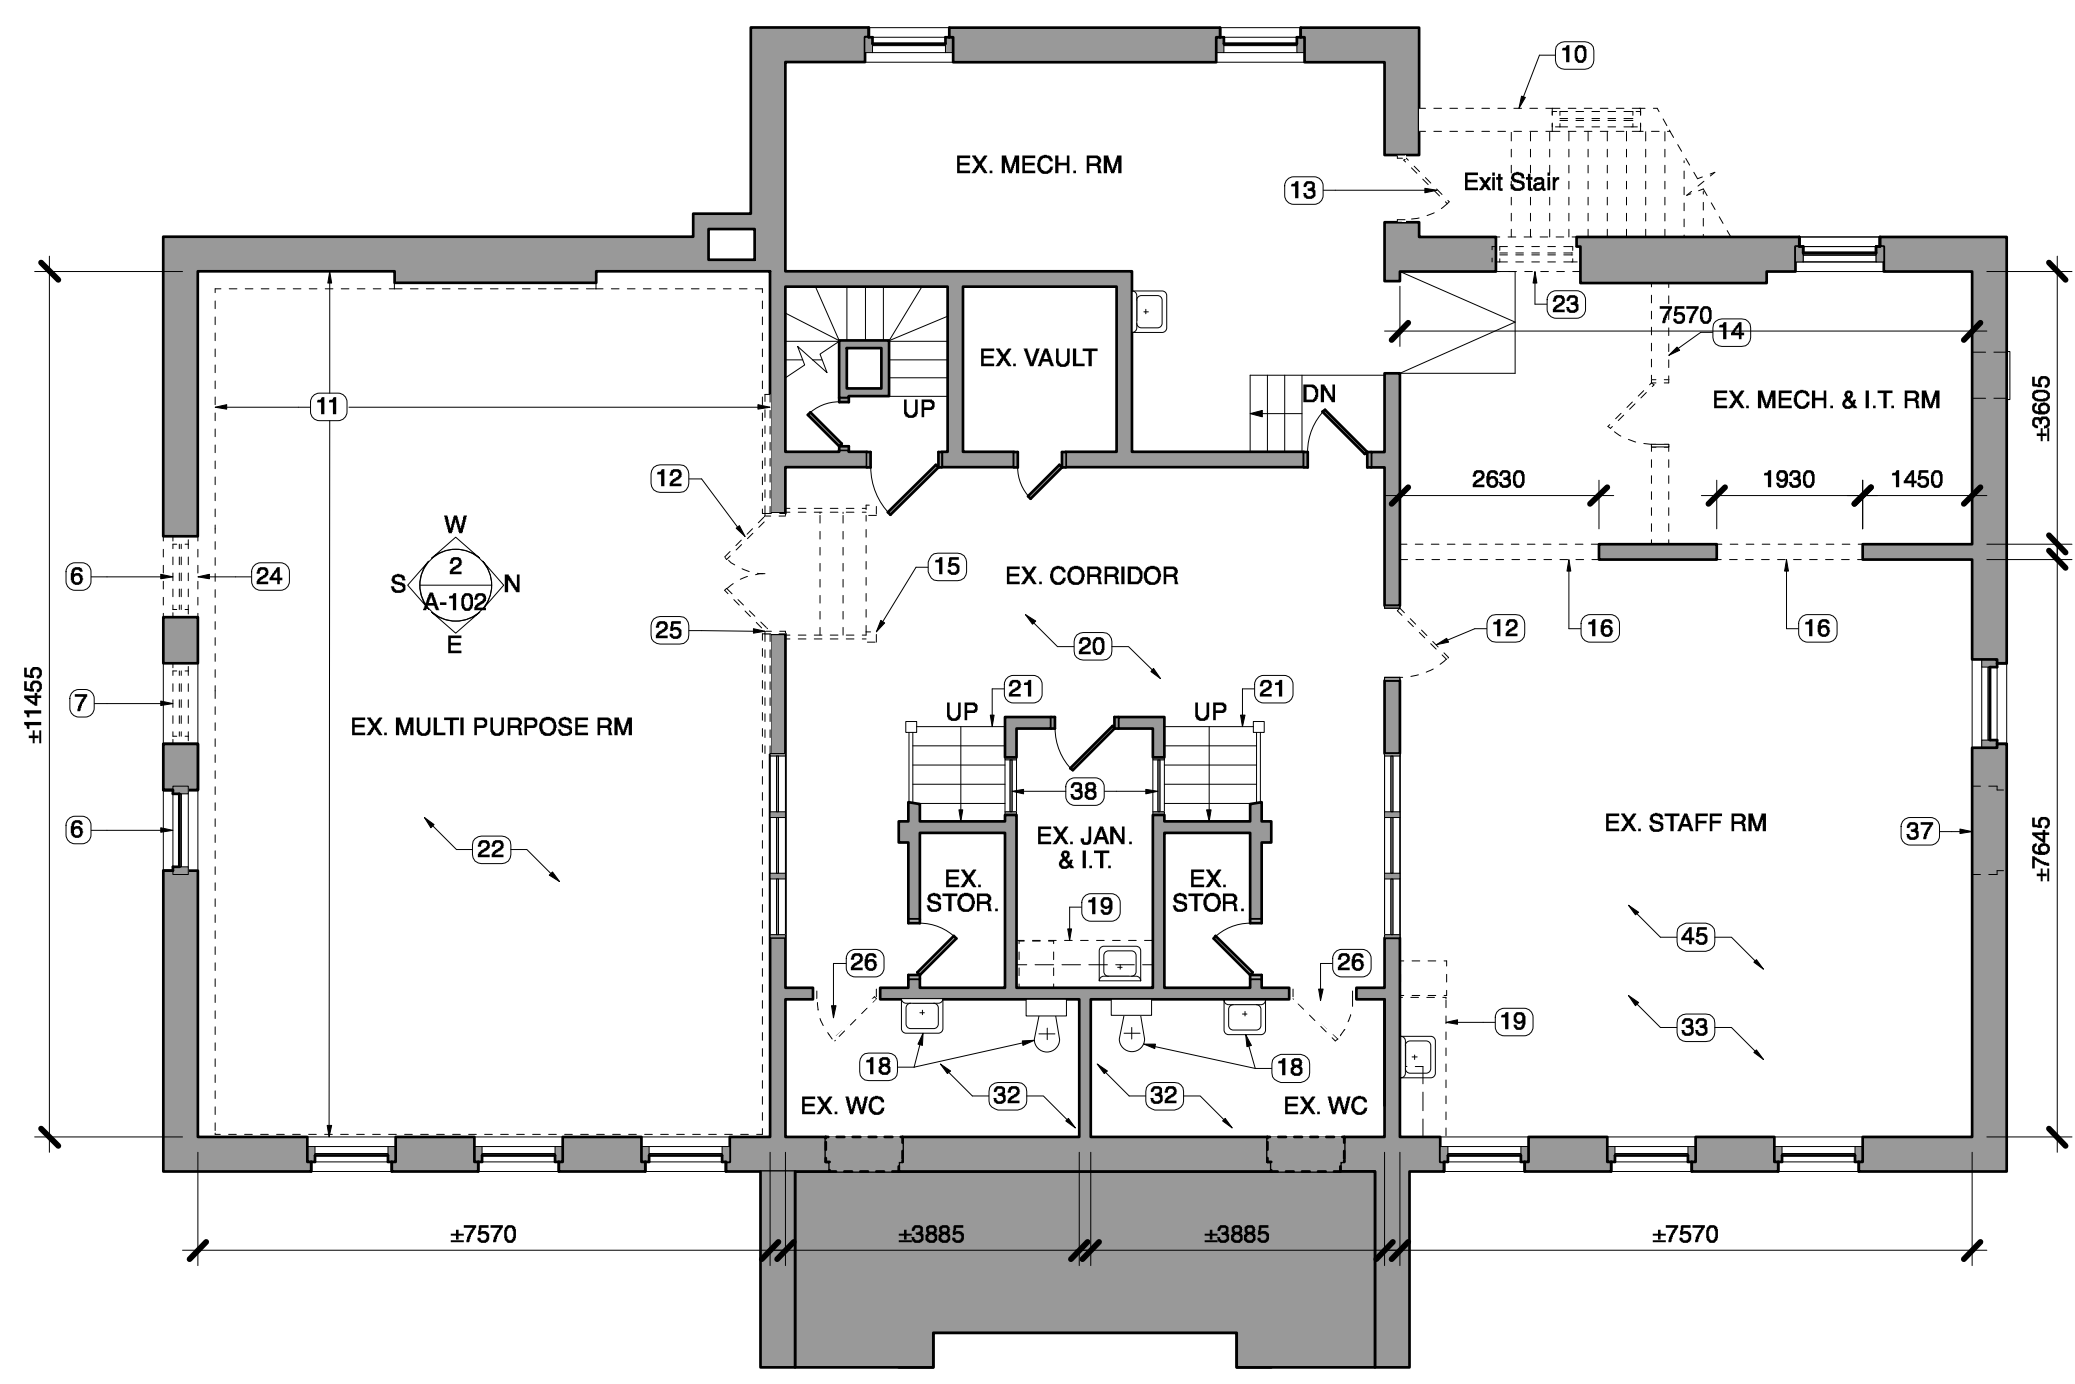 10
EX. MECH. RM
13
Exit Stair
23
7570
14
EX. VAULT
DN
UP
11
EX. MECH. & I.T. RM
±3605
12
2630
1930
1450
W
S
2
N
A-102
E
6
24
15
EX. CORRIDOR
25
20
12
16
16
±11455
7
EX. MULTI PURPOSE RM
21
21
UP
UP
38
6
22
EX. JAN.
& I.T.
EX. STAFF RM
37
±7645
EX.
STOR.
EX.
STOR.
19
45
26
26
33
19
18
18
32
32
EX. WC
EX. WC
±7570
±3885
±3885
±7570